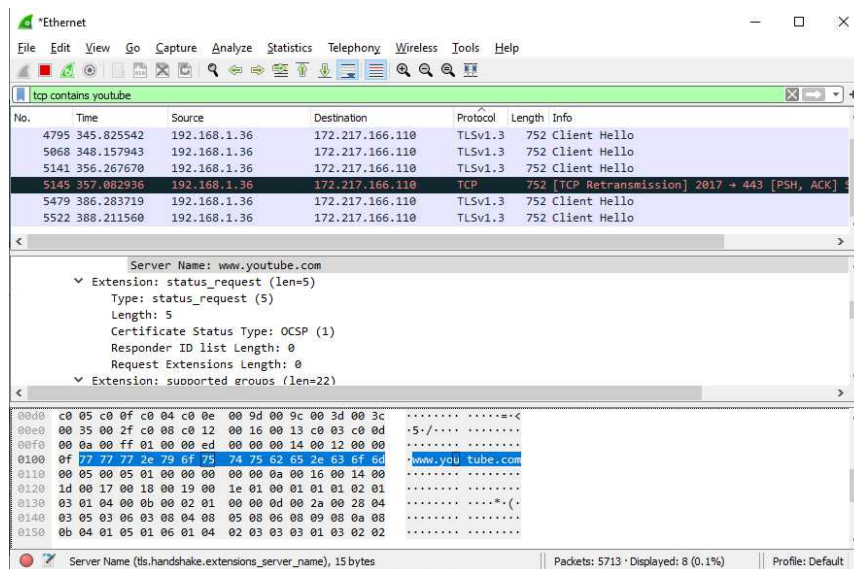 *Ethernet
File Edit View Go Capture Analyze Statistics Telephony Wireless Tools Help
tcp contains youtube
No. Time Source Destination Protocol Length Info
4795 345.825542 192.168.1.36 172.217.166.110 TLSv1.3 752 Client Hello
5068 348.157943 192.168.1.36 172.217.166.110 TLSv1.3 752 Client Hello
5141 356.267670 192.168.1.36 172.217.166.110 TLSv1.3 752 Client Hello
5145 357.082936 192.168.1.36 172.217.166.110 TCP 752 [TCP Retransmission] 2017 → 443 [PSH, ACK]
5479 386.283719 192.168.1.36 172.217.166.110 TLSv1.3 752 Client Hello
5522 388.211560 192.168.1.36 172.217.166.110 TLSv1.3 752 Client Hello
Server Name: www.youtube.com
Extension: status_request (len=5)
Type: status_request (5)
Length: 5
Certificate Status Type: OCSP (1)
Responder ID list Length: 0
Request Extensions Length: 0
Extension: supported groups (len=22)
00d0 c0 05 c0 0f c0 04 c0 0e 00 9d 00 9c 00 3d 00 3c ········ ·····=·<
00e0 00 35 00 2f c0 08 c0 12 00 16 00 13 c0 03 c0 0d ·5·/···· ········
00f0 00 0a 00 ff 01 00 00 ed 00 00 00 14 00 12 00 00 ········ ········
0100 0f 77 77 77 2e 79 6f 75 74 75 62 65 2e 63 6f 6d ·www.you tube.com
0110 00 05 00 05 01 00 00 00 00 00 0a 00 16 00 14 00 ········ ········
0120 1d 00 17 00 18 00 19 00 1e 01 00 01 01 01 02 01 ········ ········
0130 03 01 04 00 0b 00 02 01 00 00 0d 00 2a 00 28 04 ········ ····*·(·
0140 03 05 03 06 03 08 04 08 05 08 06 08 09 08 0a 08 ········ ········
0150 0b 04 01 05 01 06 01 04 02 03 03 03 01 03 02 02 ········ ········
Server Name (tls.handshake.extensions_server_name), 15 bytes Packets: 5713 · Displayed: 8 (0.1%) Profile: Default